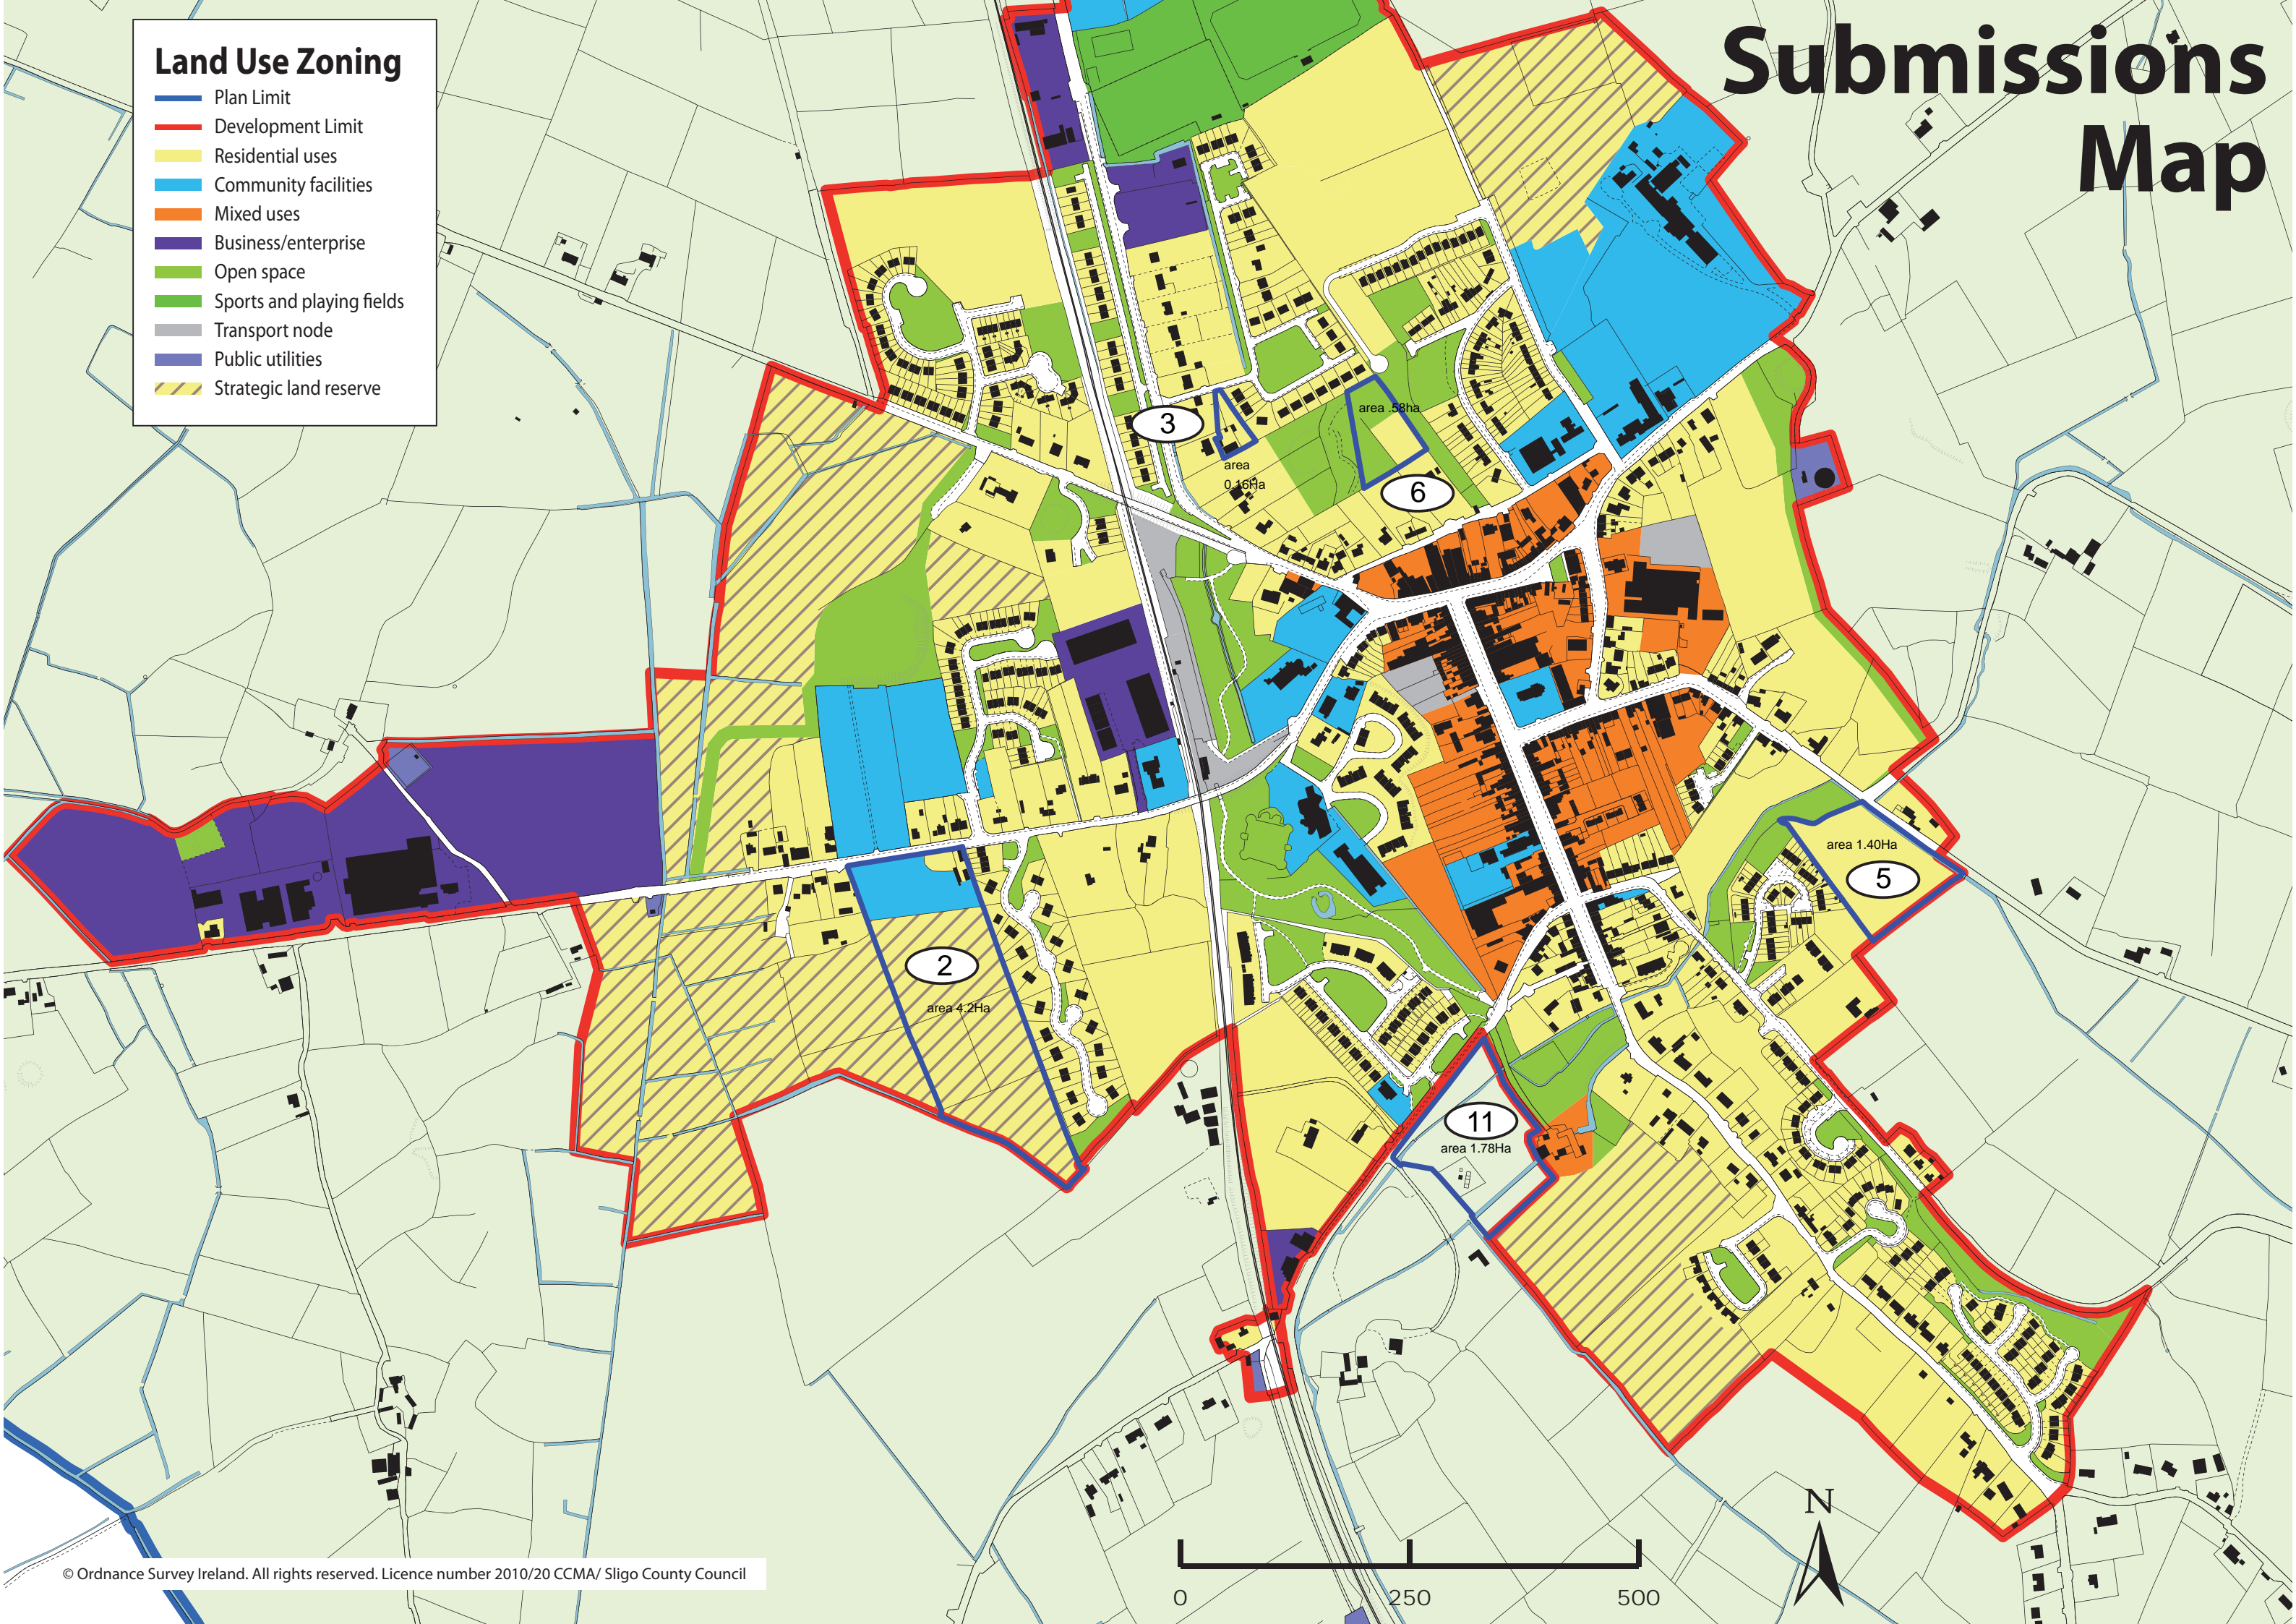 Submissions
Map
Land Use Zoning
Plan Limit
Development Limit
Residential uses
Community facilities
Mixed uses
Business/enterprise
Open space
Sports and playing fields
Transport node
Public utilities
Strategic land reserve
3
area
0.16Ha
area .58ha
6
area 1.40Ha
5
2
area 4.2Ha
11
area 1.78Ha
N
0 250 500
© Ordnance Survey Ireland. All rights reserved. Licence number 2010/20 CCMA/ Sligo County Council